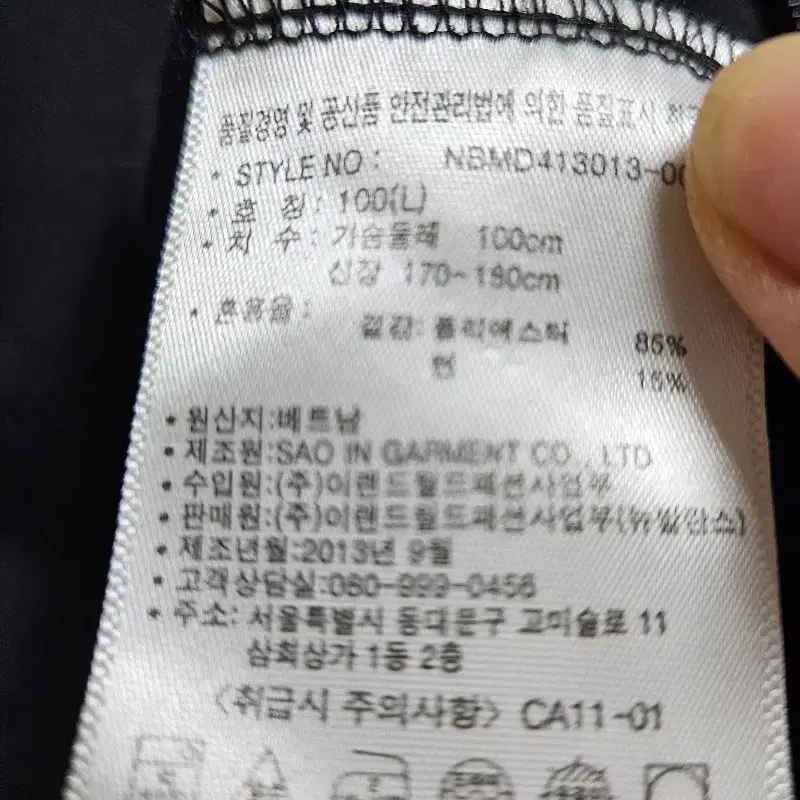 품질경영 및 공산품 안전관리법에 의한 품질표시
• STYLE NO : NBMD413013-0
• 호 칭 : 100(L)
• 치 수 : 가슴둘레 100cm
신장 170~180cm
• 혼용율 :
겉감: 폴리에스터 85%
면 15%
• 원산지:베트남
• 제조원:SAO IN GARMENT CO., LTD
• 수입원:(주)이랜드월드패션사업부
• 판매원:(주)이랜드월드패션사업부(뉴발란스)
• 제조년월:2013년 9월
• 고객상담실:080-999-0456
• 주소: 서울특별시 동대문구 고미술로 11
삼희상가 1동 2층
<취급시 주의사항> CA11-01